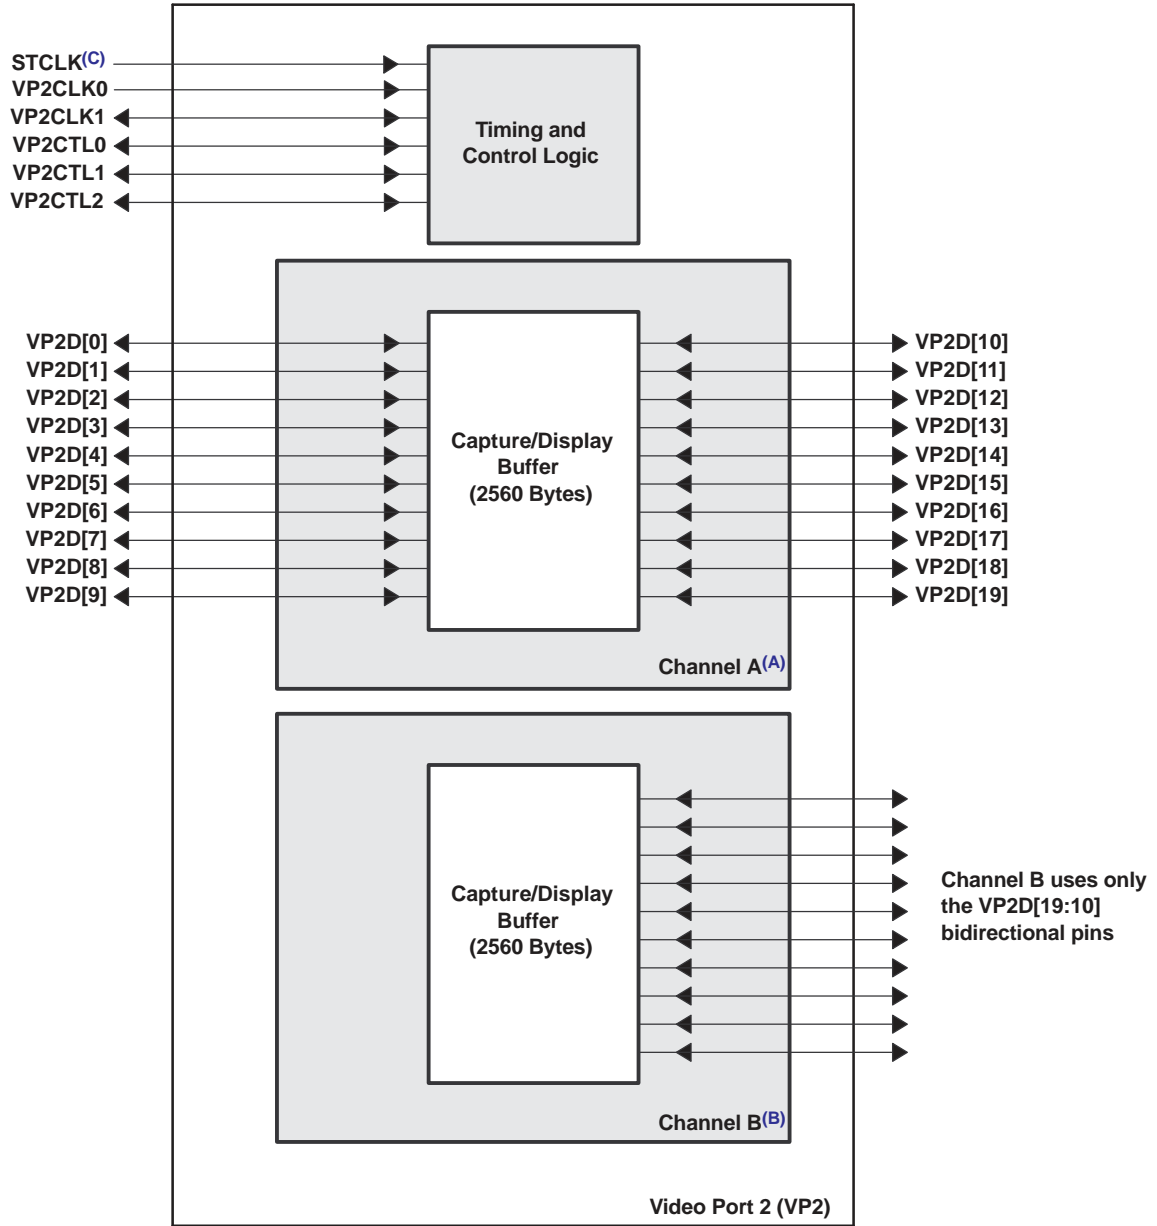 STCLK(C)
VP2CLK0
VP2CLK1
VP2CTL0
VP2CTL1
VP2CTL2
Timing and
Control Logic
VP2D[0]
VP2D[1]
VP2D[2]
VP2D[3]
VP2D[4]
VP2D[5]
VP2D[6]
VP2D[7]
VP2D[8]
VP2D[9]
Capture/Display
Buffer
(2560 Bytes)
VP2D[10]
VP2D[11]
VP2D[12]
VP2D[13]
VP2D[14]
VP2D[15]
VP2D[16]
VP2D[17]
VP2D[18]
VP2D[19]
Channel A(A)
Capture/Display
Buffer
(2560 Bytes)
Channel B uses only
the VP2D[19:10]
bidirectional pins
Channel B(B)
Video Port 2 (VP2)